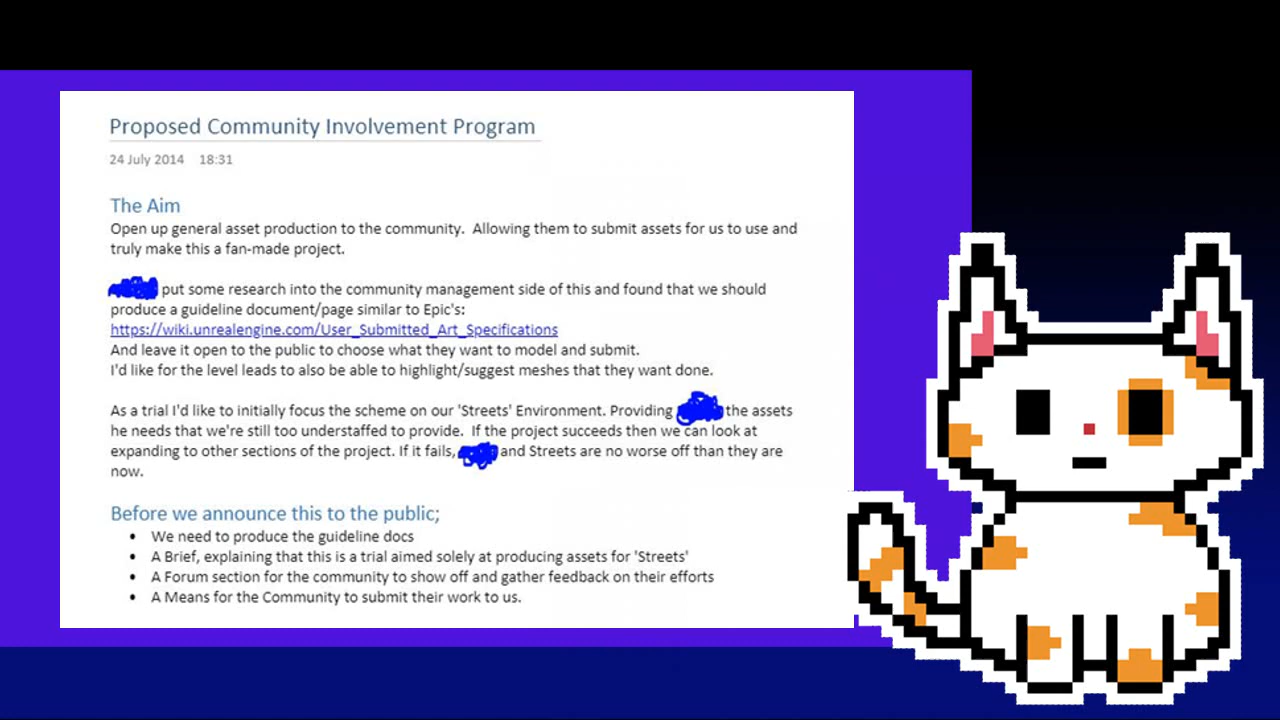 Proposed Community Involvement Program
24 July 2014 18:31
The Aim
Open up general asset production to the community. Allowing them to submit assets for us to use and
truly make this a fan-made project.
put some research into the community management side of this and found that we should
produce a guideline document/page similar to Epic's:
https://wiki.unrealengine.com/User_Submitted_Art_Specifications
And leave it open to the public to choose what they want to model and submit.
I'd like for the level leads to also be able to highlight/suggest meshes that they want done.
As a trial I'd like to initially focus the scheme on our 'Streets' Environment. Providing the assets
he needs that we're still too understaffed to provide. If the project succeeds then we can look at
expanding to other sections of the project. If it fails, and Streets are no worse off than they are
now.
Before we announce this to the public;
• We need to produce the guideline docs
• A Brief, explaining that this is a trial aimed solely at producing assets for 'Streets'
• A Forum section for the community to show off and gather feedback on their efforts
• A Means for the Community to submit their work to us.